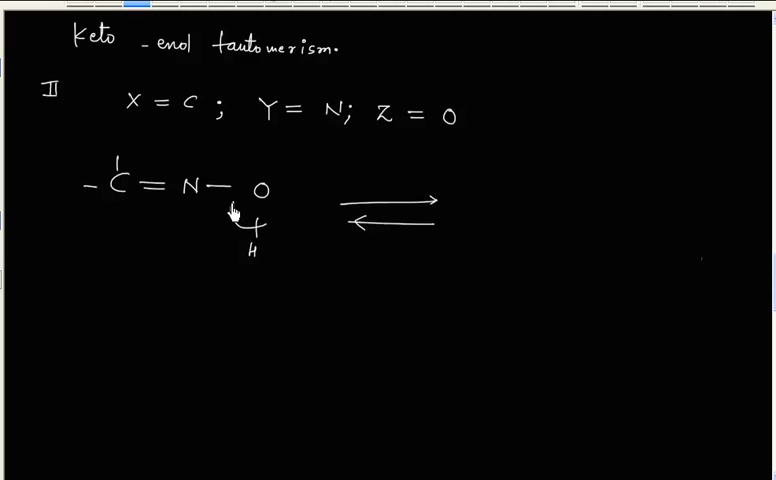 Keto - enol tautomerism.
II X = C ; Y = N; Z = O
- C = N - O
H